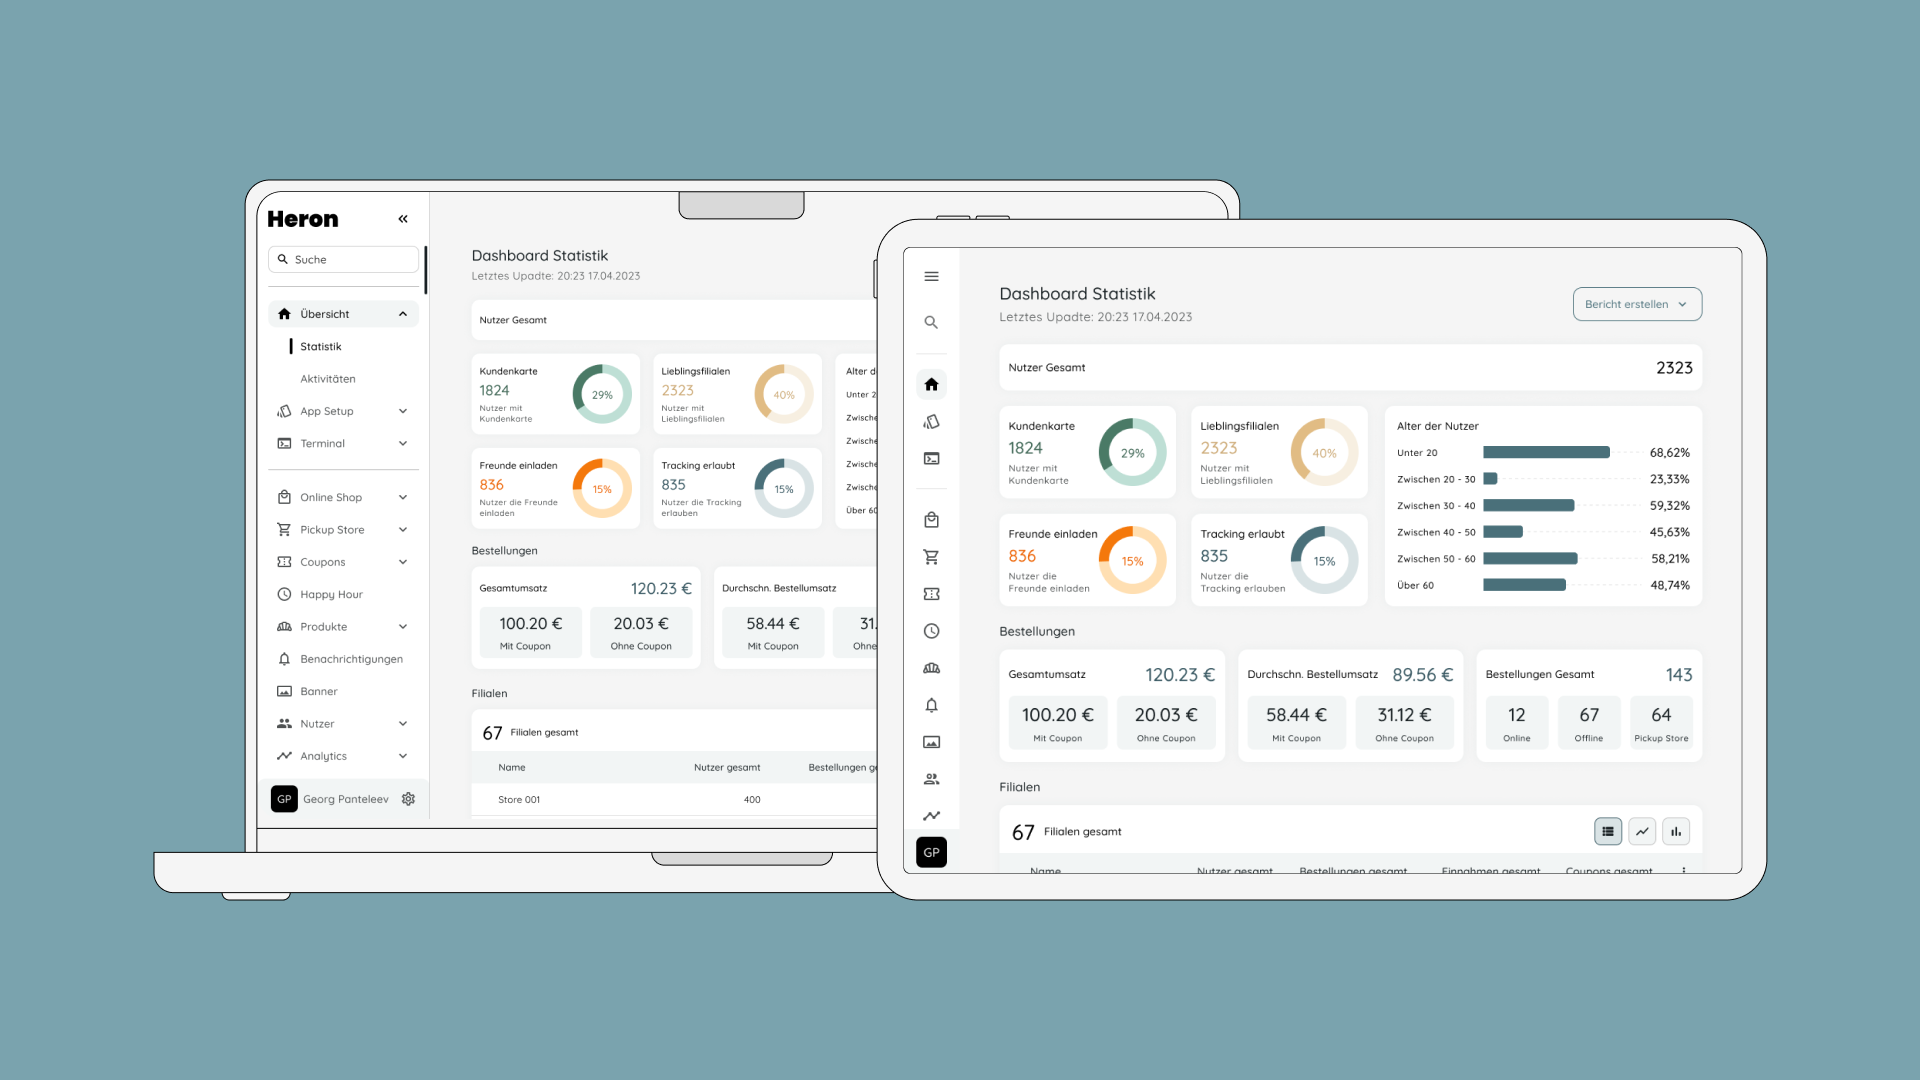 Heron
Suche
Übersicht
Statistik
Aktivitäten
App Setup
Terminal
Online Shop
Pickup Store
Coupons
Happy Hour
Produkte
Benachrichtigungen
Banner
Nutzer
Analytics
GP Georg Panteleev
Dashboard Statistik
Letztes Upadte: 20:23 17.04.2023
Nutzer Gesamt
Kundenkarte
1824
Nutzer mit
Kundenkarte
29%
Lieblingsfilialen
2323
Nutzer mit
Lieblingsfilialen
40%
Freunde einladen
836
Nutzer die Freunde
einladen
15%
Tracking erlaubt
835
Nutzer die Tracking
erlauben
15%
Alter d
Unter 2
Zwische
Zwische
Zwische
Zwische
Über 60
Bestellungen
Gesamtumsatz 120.23 €
100.20 € 20.03 €
Mit Coupon Ohne Coupon
Durchschn. Bestellumsatz
58.44 € 31.
Mit Coupon Ohne
Filialen
67 Filialen gesamt
Name Nutzer gesamt Bestellungen ge
Store 001 400
Dashboard Statistik
Letztes Upadte: 20:23 17.04.2023
Bericht erstellen
Nutzer Gesamt 2323
Kundenkarte
1824
Nutzer mit
Kundenkarte
29%
Lieblingsfilialen
2323
Nutzer mit
Lieblingsfilialen
40%
Freunde einladen
836
Nutzer die
Freunde einladen
15%
Tracking erlaubt
835
Nutzer die
Tracking erlauben
15%
Alter der Nutzer
Unter 20 68,62%
Zwischen 20 - 30 23,33%
Zwischen 30 - 40 59,32%
Zwischen 40 - 50 45,63%
Zwischen 50 - 60 58,21%
Über 60 48,74%
Bestellungen
Gesamtumsatz 120.23 €
100.20 € 20.03 €
Mit Coupon Ohne Coupon
Durchschn. Bestellumsatz 89.56 €
58.44 € 31.12 €
Mit Coupon Ohne Coupon
Bestellungen Gesamt 143
12 67 64
Online Offline Pickup Store
Filialen
67 Filialen gesamt
Name Nutzer gesamt Bestellungen gesamt Einnahmen gesamt Coupons gesamt
GP